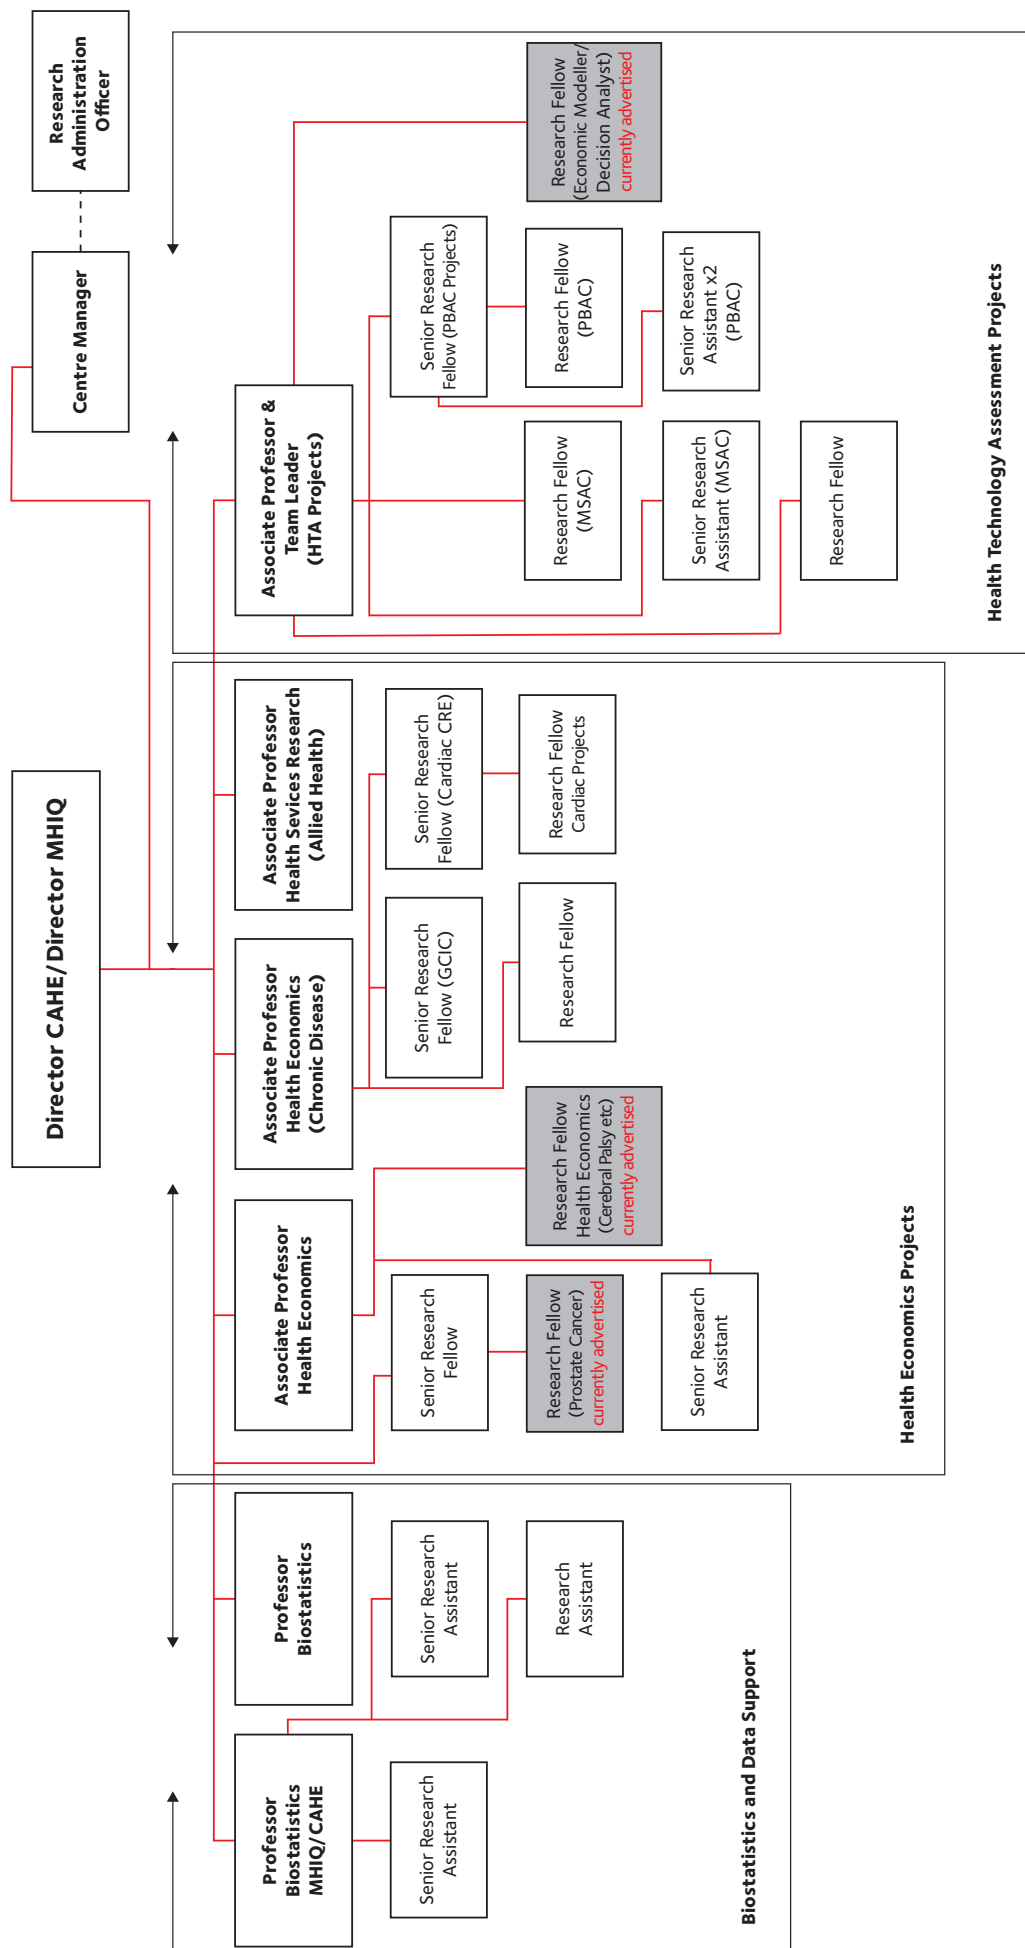 Director CAHE/Director MHIQ
Centre Manager
Research
Administration
Officer
Professor
Biostatistics
MHIQ/CAHE
Senior Research
Assistant
Professor
Biostatistics
Senior Research
Assistant
Research
Assistant
Biostatistics and Data Support
Associate Professor
Health Economics
Senior Research
Fellow
Research Fellow
(Prostate Cancer)
currently advertised
Senior Research
Assistant
Research Fellow
Health Economics
(Cerebral Palsy etc)
currently advertised
Associate Professor
Health Economics
(Chronic Disease)
Senior Research
Fellow (GCIC)
Research Fellow
Associate Professor
Health Sevices Research
(Allied Health)
Senior Research
Fellow (Cardiac CRE)
Research Fellow
Cardiac Projects
Health Economics Projects
Associate Professor &
Team Leader
(HTA Projects)
Research Fellow
(MSAC)
Senior Research
Assistant (MSAC)
Research Fellow
Senior Research
Fellow (PBAC Projects)
Research Fellow
(PBAC)
Senior Research
Assistant x2
(PBAC)
Research Fellow
(Economic Modeller/
Decision Analyst)
currently advertised
Health Technology Assessment Projects